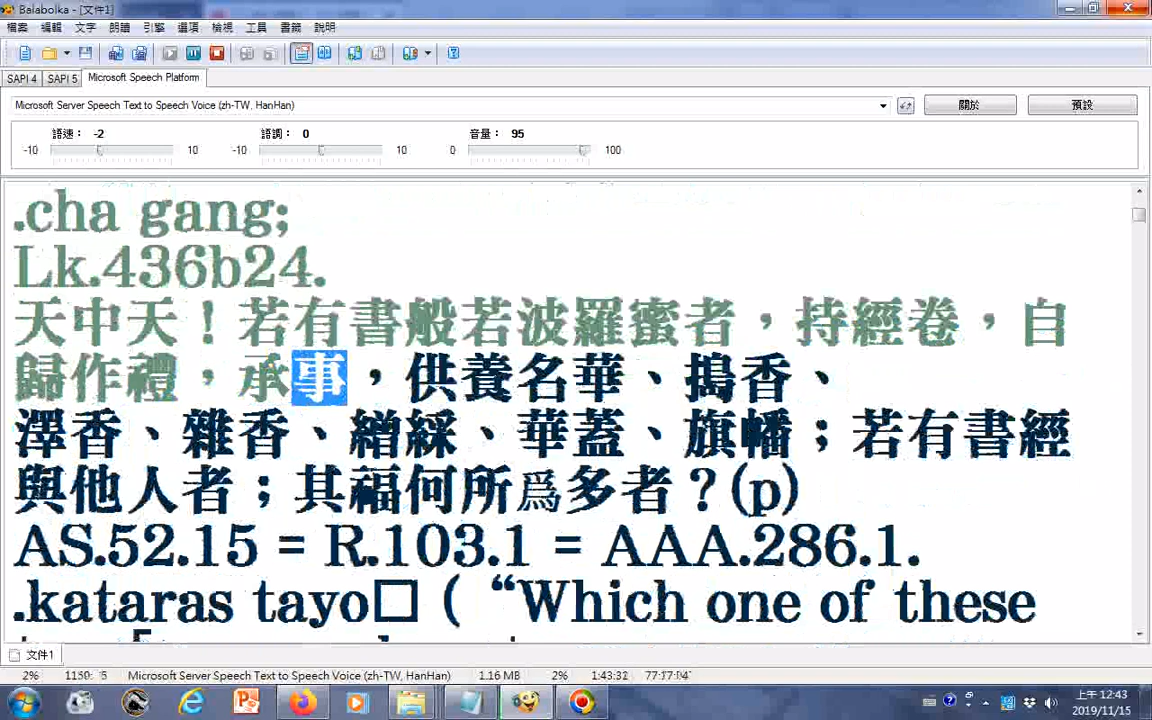 Balabolka - [文件1]
檔案 編輯 文字 朗讀 引擎 選項 檢視 工具 書籤 說明
SAPI 4 SAPI 5 Microsoft Speech Platform
Microsoft Server Speech Text to Speech Voice (zh-TW, HanHan) 關於 預設
語速： -2 語調： 0 音量： 95
-10 10 -10 10 0 100
.cha gang;
Lk.436b24.
天中天！若有書般若波羅蜜者，持經卷，自
歸作禮，承事，供養名華、搗香、
澤香、雜香、繒綵、華蓋、旗幡；若有書經
與他人者；其福何所爲多者？(p)
AS.52.15 = R.103.1 = AAA.286.1.
.kataras tayo□ ( “Which one of these
文件1
2% Microsoft Server Speech Text to Speech Voice (zh-TW, HanHan) 1.16 MB 2% 1:43:32
上午 12:43
2019/11/15